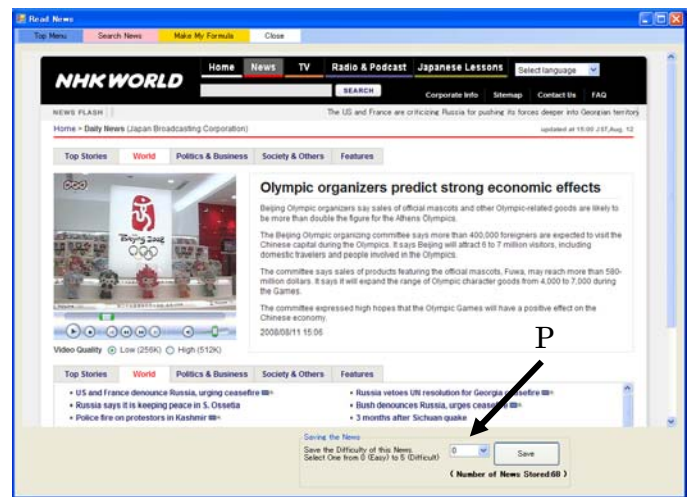 Read News
Top Menu Search News Make My Formula Close
NHK WORLD
Home News TV Radio & Podcast Japanese Lessons Select language
SEARCH Corporate Info Sitemap Contact Us FAQ
NEWS FLASH The US and France are criticizing Russia for pushing its forces deeper into Georgian territory
Home > Daily News (Japan Broadcasting Corporation) updated at 15:00 JST, Aug. 12
Top Stories World Politics & Business Society & Others Features
Beijing 2008
Olympic organizers predict strong economic effects
Beijing Olympic organizers say sales of official mascots and other Olympic-related goods are likely to
be more than double the figure for the Athens Olympics.
The Beijing Olympic organizing committee says more than 400,000 foreigners are expected to visit the
Chinese capital during the Olympics. It says Beijing will attract 6 to 7 million visitors, including
domestic travelers and people involved in the Olympics.
The committee says sales of products featuring the official mascots, Fuwa, may reach more than 580-
million dollars. It says it will expand the range of Olympic character goods from 4,000 to 7,000 during
the Games.
The committee expressed high hopes that the Olympic Games will have a positive effect on the
Chinese economy.
2008/08/11 15:06
Video Quality Low (256K) High (512K)
P
Top Stories World Politics & Business Society & Others Features
• US and France denounce Russia, urging ceasefire
• Russia says it is keeping peace in S. Ossetia
• Police fire on protestors in Kashmir
• Russia vetoes UN resolution for Georgia ceasefire
• Bush denounces Russia, urges ceasefire
• 3 months after Sichuan quake
Saving the News
Save the Difficulty of this News.
Select One from 0 (Easy) to 5 (Difficult)
0 Save
( Number of News Stored:68 )